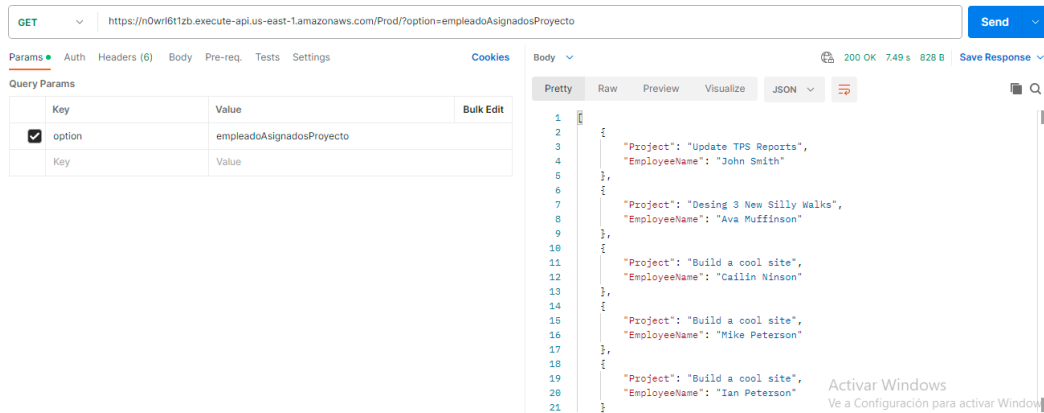 GET https://n0wrl6t1zb.execute-api.us-east-1.amazonaws.com/Prod/?option=empleadoAsignadosProyecto Send
Params Auth Headers (6) Body Pre-req. Tests Settings Cookies
Query Params
Key Value Bulk Edit
option empleadoAsignadosProyecto
Key Value
Body 200 OK 7.49 s 828 B Save Response
Pretty Raw Preview Visualize JSON
1 [
2 {
3 "Project": "Update TPS Reports",
4 "EmployeeName": "John Smith"
5 },
6 {
7 "Project": "Desing 3 New Silly Walks",
8 "EmployeeName": "Ava Muffinson"
9 },
10 {
11 "Project": "Build a cool site",
12 "EmployeeName": "Cailin Ninson"
13 },
14 {
15 "Project": "Build a cool site",
16 "EmployeeName": "Mike Peterson"
17 },
18 {
19 "Project": "Build a cool site",
20 "EmployeeName": "Ian Peterson"
21 }
Activar Windows
Ve a Configuración para activar Window